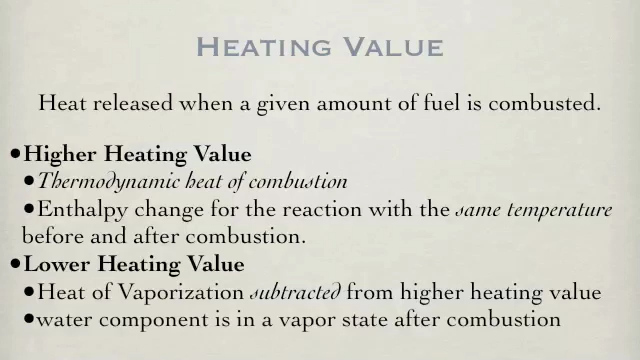 HEATING VALUE
Heat released when a given amount of fuel is combusted.
•Higher Heating Value
•Thermodynamic heat of combustion
•Enthalpy change for the reaction with the same temperature
before and after combustion.
•Lower Heating Value
•Heat of Vaporization subtracted from higher heating value
•water component is in a vapor state after combustion